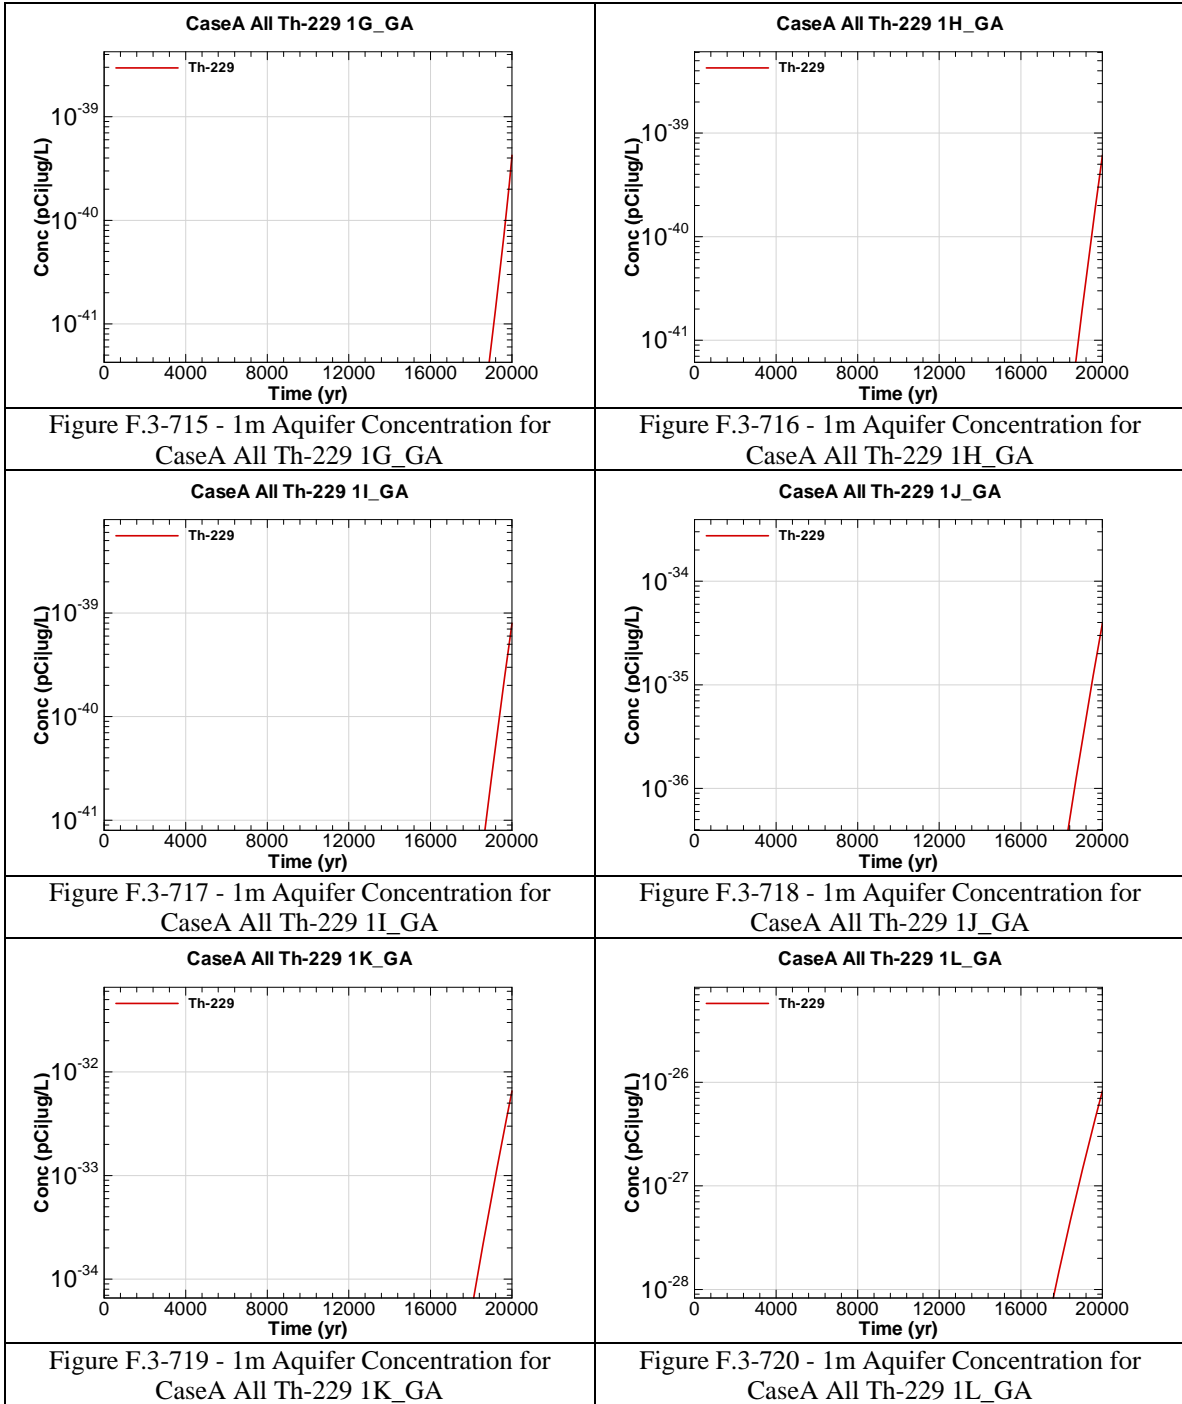 CaseA All Th-229 1G_GA
Th-229
10-39
10-40
10-41
Conc (pCi|ug/L)
0 4000 8000 12000 16000 20000
Time (yr)
Figure F.3-715 - 1m Aquifer Concentration for
CaseA All Th-229 1G_GA
CaseA All Th-229 1H_GA
Th-229
10-39
10-40
10-41
Conc (pCi|ug/L)
0 4000 8000 12000 16000 20000
Time (yr)
Figure F.3-716 - 1m Aquifer Concentration for
CaseA All Th-229 1H_GA
CaseA All Th-229 1I_GA
Th-229
10-39
10-40
10-41
Conc (pCi|ug/L)
0 4000 8000 12000 16000 20000
Time (yr)
Figure F.3-717 - 1m Aquifer Concentration for
CaseA All Th-229 1I_GA
CaseA All Th-229 1J_GA
Th-229
10-34
10-35
10-36
Conc (pCi|ug/L)
0 4000 8000 12000 16000 20000
Time (yr)
Figure F.3-718 - 1m Aquifer Concentration for
CaseA All Th-229 1J_GA
CaseA All Th-229 1K_GA
Th-229
10-32
10-33
10-34
Conc (pCi|ug/L)
0 4000 8000 12000 16000 20000
Time (yr)
Figure F.3-719 - 1m Aquifer Concentration for
CaseA All Th-229 1K_GA
CaseA All Th-229 1L_GA
Th-229
10-26
10-27
10-28
Conc (pCi|ug/L)
0 4000 8000 12000 16000 20000
Time (yr)
Figure F.3-720 - 1m Aquifer Concentration for
CaseA All Th-229 1L_GA